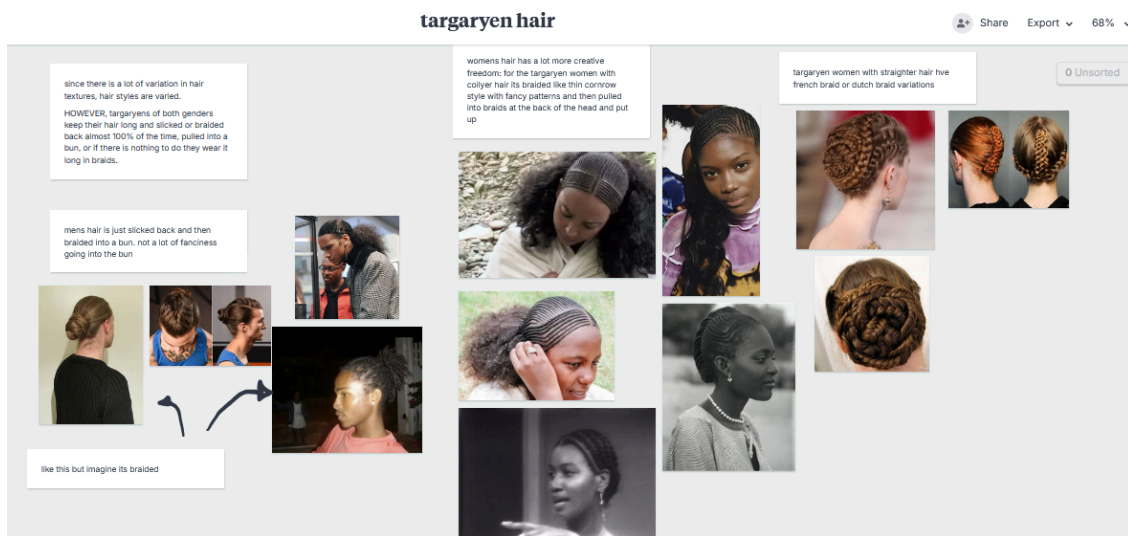 targaryen hair
Share
Export
68%
0 Unsorted
since there is a lot of variation in hair
textures, hair styles are varied.
HOWEVER, targaryens of both genders
keep their hair long and slicked or braided
back almost 100% of the time, pulled into a
bun, or if there is nothing to do they wear it
long in braids.
mens hair is just slicked back and then
braided into a bun. not a lot of fanciness
going into the bun
like this but imagine its braided
womens hair has a lot more creative
freedom: for the targaryen women with
coilyer hair its braided like thin cornrow
style with fancy patterns and then pulled
into braids at the back of the head and put
up
targaryen women with straighter hair hve
french braid or dutch braid variations